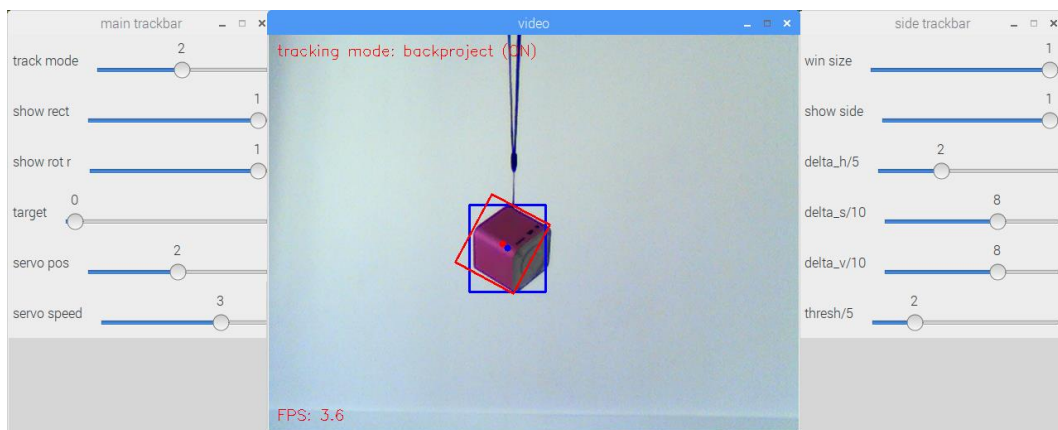 main trackbar
track mode 2
show rect 1
show rot r 1
target 0
servo pos 2
servo speed 3
video
tracking mode: backproject (ON)
FPS: 3.6
side trackbar
win size 1
show side 1
delta_h/5 2
delta_s/10 8
delta_v/10 8
thresh/5 2